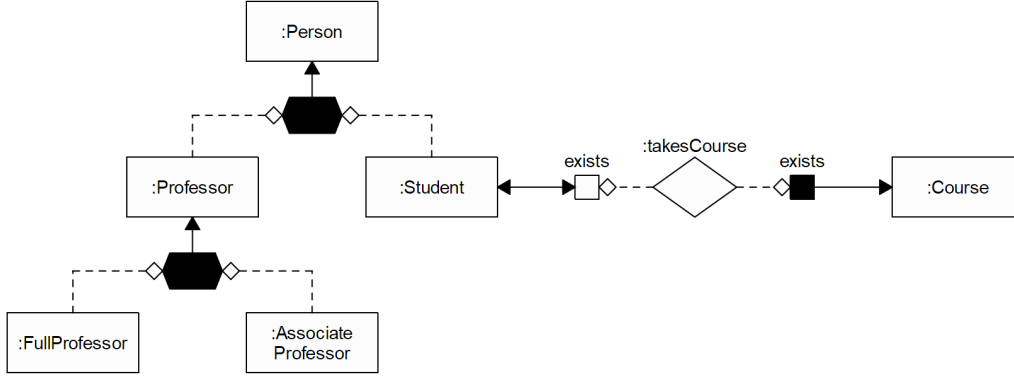 :Person
:takesCourse
exists
exists
:Professor
:Student
:Course
:FullProfessor
:Associate
Professor